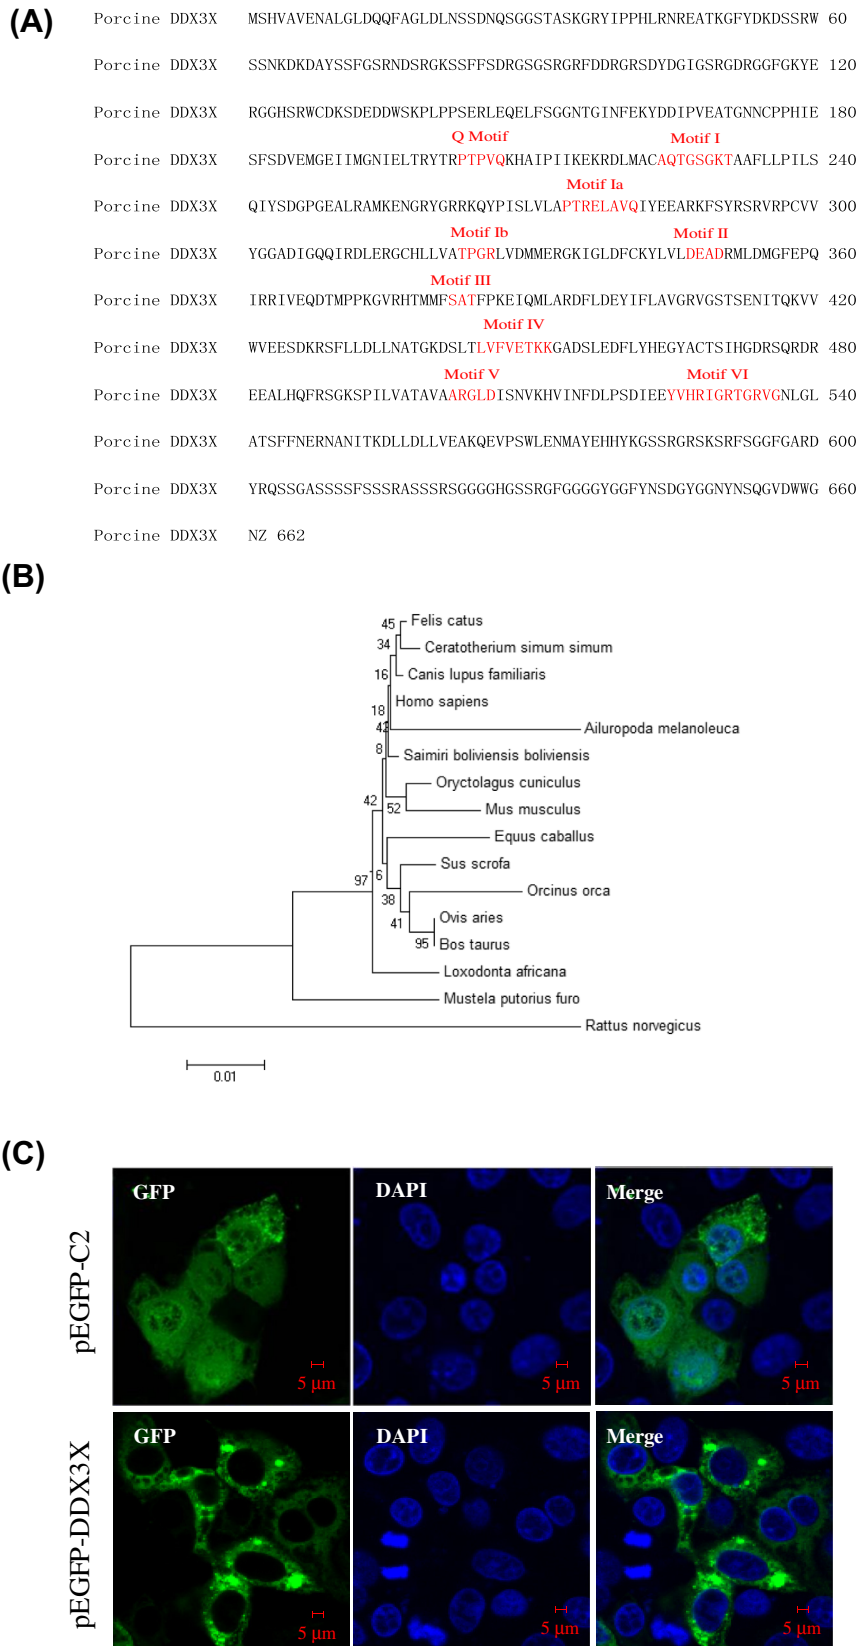 (A)
Porcine DDX3X MSHVAVENALGLDQQFAGLDLNSSDNQSGGSTASKGRYIPPHLRNREATKGFYDKDSSRW 60
Porcine DDX3X SSNKDKDAYSSFGSRNDSRGKSSFFSDRGSGSRGRFDDRGRSDYDGIGSRGDRGGFGKYE 120
Porcine DDX3X RGGHSRWCDKSDEDDWSKPLPPSERLEQELFSGGNTGINFEKYDDIPVEATGNNCPPHIE 180
Q Motif Motif I
Porcine DDX3X SFSDVEMGEIIMGNIELTRYTRPTPVQKHAIPIIKEKRDLMACAQTGSGKTAAFLLPILS 240
Motif Ia
Porcine DDX3X QIYSDGPGEALRAMKENGRYGRRKQYPISLVLAPTRELAVQIYEEARKFSYRSRVRPCVV 300
Motif Ib Motif II
Porcine DDX3X YGGADIGQQIRDLERGCHLLVATPGRLVDMMERGKIGLDFCKYLVLDEADRMLDMGFEPQ 360
Motif III
Porcine DDX3X IRRIVEQDTMPPKGVRHTMMFSATFPKEIQMLARDFLDEYIFLAVGRVGSTSENITQKVV 420
Motif IV
Porcine DDX3X WVEESDKRSFLLDLLNATGKDSLTLVFVETKKGADSLEDFLYHEGYACTSIHGDRSQRDR 480
Motif V Motif VI
Porcine DDX3X EEALHQFRSGKSPILVATAVAARGLDISNVKHVINFDLPSDIEEYVHRIGRTGRVGNLGL 540
Porcine DDX3X ATSFFNERNANITKDLLDLLVEAKQEVPSWLENMAYEHHYKGSSRGRSKSRFSGGFGARD 600
Porcine DDX3X YRQSSGASSSSFSSSRASSSRSGGGGHGSSRGFGGGGYGGFYNSDGYGGNYNSQGVDWWG 660
Porcine DDX3X NZ 662
(B)
45 Felis catus
34 Ceratotherium simum simum
16 Canis lupus familiaris
18 Homo sapiens
42 Ailuropoda melanoleuca
8 Saimiri boliviensis boliviensis
Oryctolagus cuniculus
42 52 Mus musculus
Equus caballus
Sus scrofa
97 6
38 Orcinus orca
41 Ovis aries
95 Bos taurus
Loxodonta africana
Mustela putorius furo
Rattus norvegicus
0.01
(C)
pEGFP-C2
GFP DAPI Merge
5 µm 5 µm 5 µm
pEGFP-DDX3X
GFP DAPI Merge
5 µm 5 µm 5 µm